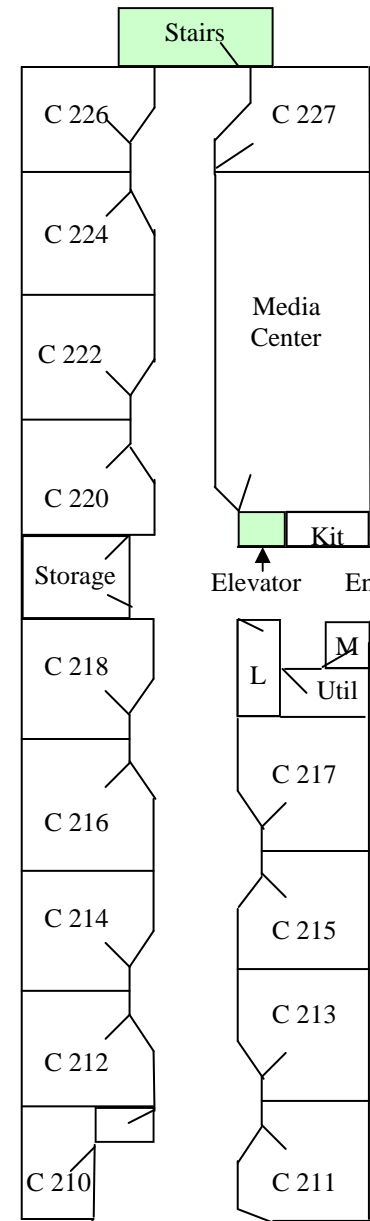 Stairs
C 226
C 227
C 224
Media
Center
C 222
C 220
Kit
Storage
Elevator
En
M
L
Util
C 218
C 217
C 216
C 214
C 215
C 213
C 212
C 210
C 211